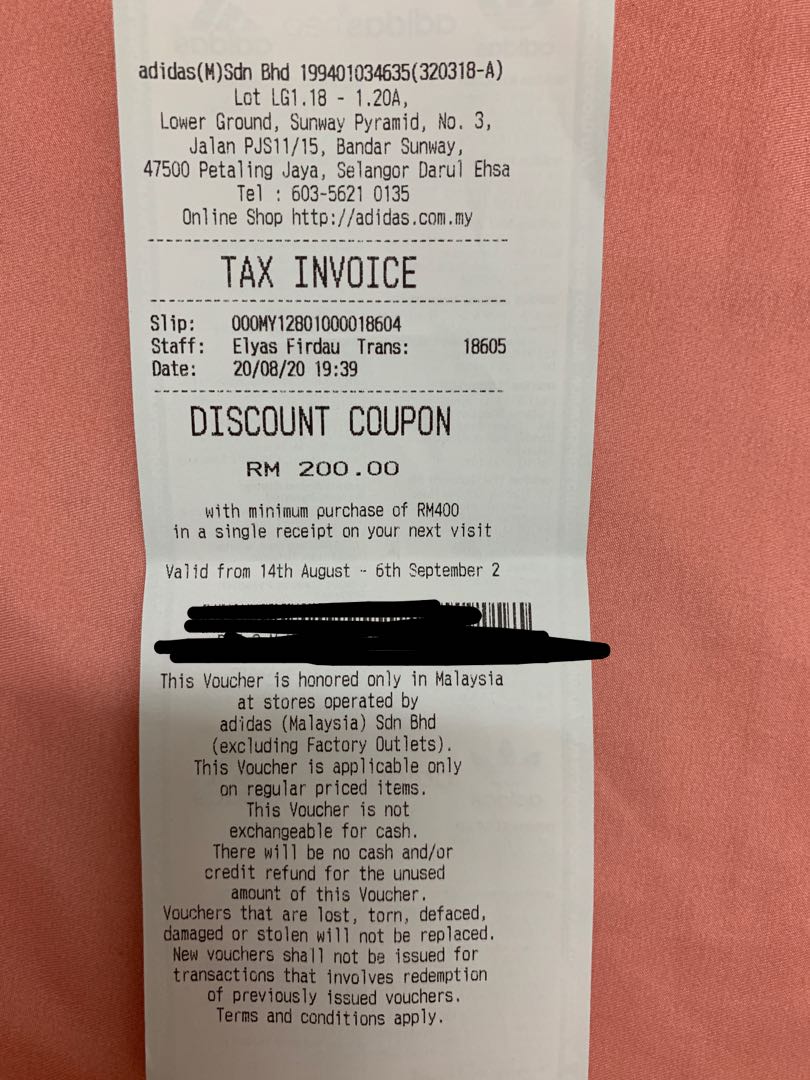 adidas(M)Sdn Bhd 199401034635(320318-A)
Lot LG1.18 - 1.20A,
Lower Ground, Sunway Pyramid, No. 3,
Jalan PJS11/15, Bandar Sunway,
47500 Petaling Jaya, Selangor Darul Ehsa
Tel : 603-5621 0135
Online Shop http://adidas.com.my
TAX INVOICE
Slip: 000MY12801000018604
Staff: Elyas Firdau Trans: 18605
Date: 20/08/20 19:39
DISCOUNT COUPON
RM 200.00
with minimum purchase of RM400
in a single receipt on your next visit
Valid from 14th August - 6th September 2
This Voucher is honored only in Malaysia
at stores operated by
adidas (Malaysia) Sdn Bhd
(excluding Factory Outlets).
This Voucher is applicable only
on regular priced items.
This Voucher is not
exchangeable for cash.
There will be no cash and/or
credit refund for the unused
amount of this Voucher.
Vouchers that are lost, torn, defaced,
damaged or stolen will not be replaced.
New vouchers shall not be issued for
transactions that involves redemption
of previously issued vouchers.
Terms and conditions apply.